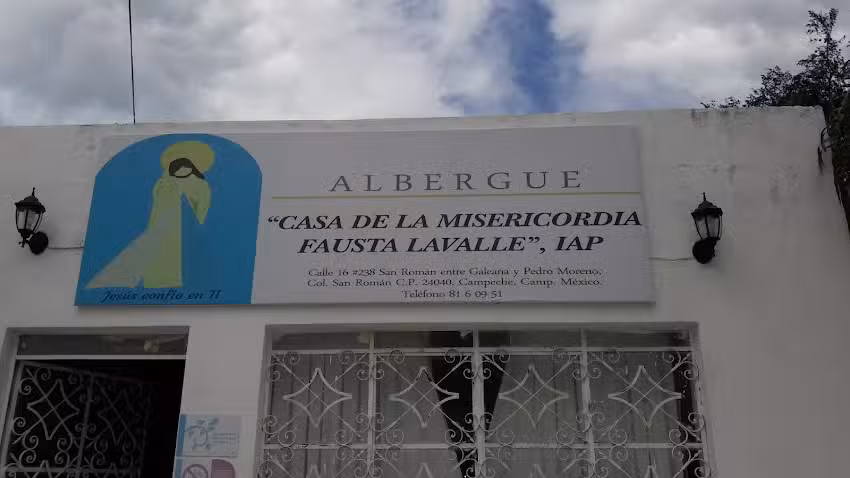 ALBERGUE
“CASA DE LA MISERICORDIA
FAUSTA LAVALLE”, IAP
Calle 16 #238 San Román entre Galeana y Pedro Moreno,
Col. San Román C.P. 24040, Campeche, Camp. México.
Teléfono 81 6 09 51
Jesús confía en TI